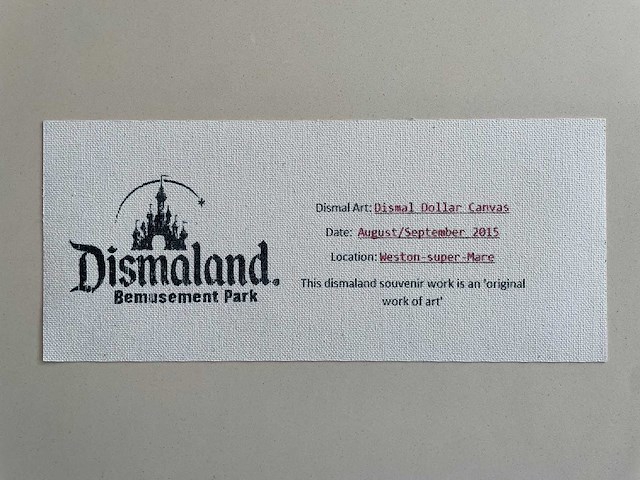 Dismaland.
Bemusement Park
Dismal Art: Dismal Dollar Canvas
Date: August/September 2015
Location: Weston-super-Mare
This dismaland souvenir work is an 'original
work of art'